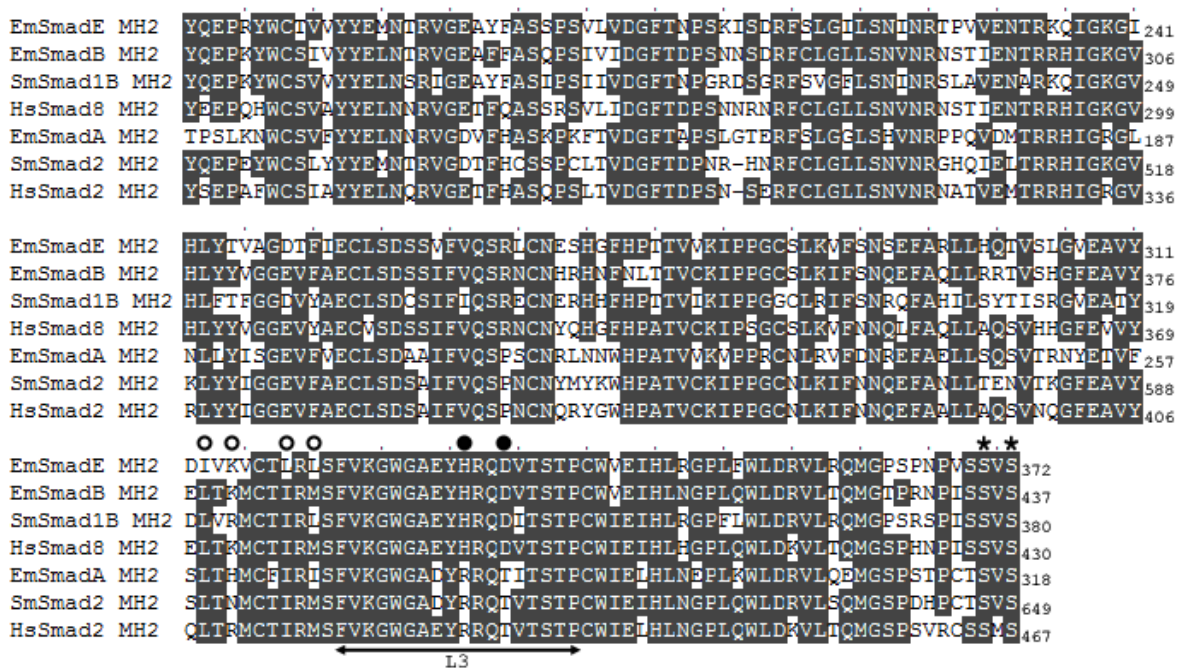 EmSmadE MH2 YQEPRYWCTVVYYEMNTRVGEAYFASSPSVLVDGFTNPSKISDRFSLGILSNINRTPVVENTRKQIGKGI 241
EmSmadB MH2 YQEPKYWCSIVYYELNTRVGEAFFASQPSIVIDGFTNPSNNSDRFSLGLLSNINRNSTIENTRKQIGKGV 306
SmSmad1B MH2 YQEPKYWCSVVYYELNSRIGEAYFASIPSIIVDGFTNPGRDSGRFSVGFLSNINRSLAVENARKQIGKGV 249
HsSmad8 MH2 YEEPQHWCSVAYYELNNRVGETFQASSRSVLIDGFTDPSNNRNRFCLGLLSNVNRNSTIENTRRHIGKGV 299
EmSmadA MH2 TPSLKNWCSVFYYELNNRVGDVFHASKPKFTVDGFTAPSLGTERFSLGGLSHVNRPPQVDMTRRHIGRGL 187
SmSmad2 MH2 YQEPEYWCSLYYYEMNTRVGDTFHCSSPCLTVDGFTDPNR-HNRFCLGLLSNVNRGHQIELTRRHIGKGV 518
HsSmad2 MH2 YSEPAFWCSIAYYELNQRVGETFHASQPSLTVDGFTDPSN-SERFCLGLLSNVNRNATVEMTRRHIGRGV 336
EmSmadE MH2 HLYTVAGDTFIECLSDSSVFVQSRLCNESHGFHPTTVVKIPPGCSLKVFSNSEFARLLHQTVSLGVEAVY 311
EmSmadB MH2 HLYYVGGEVFAECLSDSSIFVQSRNCNHRHNFNLTTVCKIPPGCSLKIFSNQEFAQLLRRTVSHGFEAVY 376
SmSmad1B MH2 HLFTFGGDVYAECLSDCSIFIQSRECNERHHFHPTTVIKIPPGGCLRIFSNRQFAHILSYTISRGVEATY 319
HsSmad8 MH2 HLYYVGGEVYAECVSDSSIFVQSRNCNYQHGFHPATVCKIPSGCSLKVFNNQLFAQLLAQSVHHGFEVVY 369
EmSmadA MH2 NLLYISGEVFVECLSDAAIFVQSPSCNRLNNWHPATVVKVPPRCNLRVFDNREFAELLSQSVTRNYETVF 257
SmSmad2 MH2 KLYYIGGEVFAECLSDSAIFVQSPNCNYMYKWHPATVCKIPPGCNLKIFNNQEFANLLTENVTKGFEAVY 588
HsSmad2 MH2 RLYYIGGEVFAECLSDSAIFVQSPNCNQRYGWHPATVCKIPPGCNLKIFNNQEFAALLAQSVNQGFEAVY 406
EmSmadE MH2 DIVKVCTLRLSFVKGWGAEYHRQDVTSTPCWVEIHLRGPLFWLDRVLRQMGPSPNPVSSVS 372
EmSmadB MH2 ELTKMCTIRMSFVKGWGAEYHRQDVTSTPCWVEIHLNGPLQWLDRVLTQMGTPRNPISSVS 437
SmSmad1B MH2 DLVRMCTIRLSFVKGWGAEYHRQDITSTPCWIEIHLRGPFLWLDRVLRQMGPSRSPISSVS 380
HsSmad8 MH2 ELTKMCTIRMSFVKGWGAEYHRQDVTSTPCWIEIHLHGPLQWLDKVLTQMGSPHNPISSVS 430
EmSmadA MH2 SLTHMCFIRISFVKGWGADYRRQTITSTPCWIELHLNEPLKWLDRVLQEMGSPSTPCTSVS 318
SmSmad2 MH2 SLTNMCTIRMSFVKGWGADYRRQTVTSTPCWIEIHLNGPLQWLDRVLSQMGSPDHPCTSVS 649
HsSmad2 MH2 QLTRMCTIRMSFVKGWGAEYRRQTVTSTPCWIELHLNGPLQWLDKVLTQMGSPSVRCSSMS 467
L3